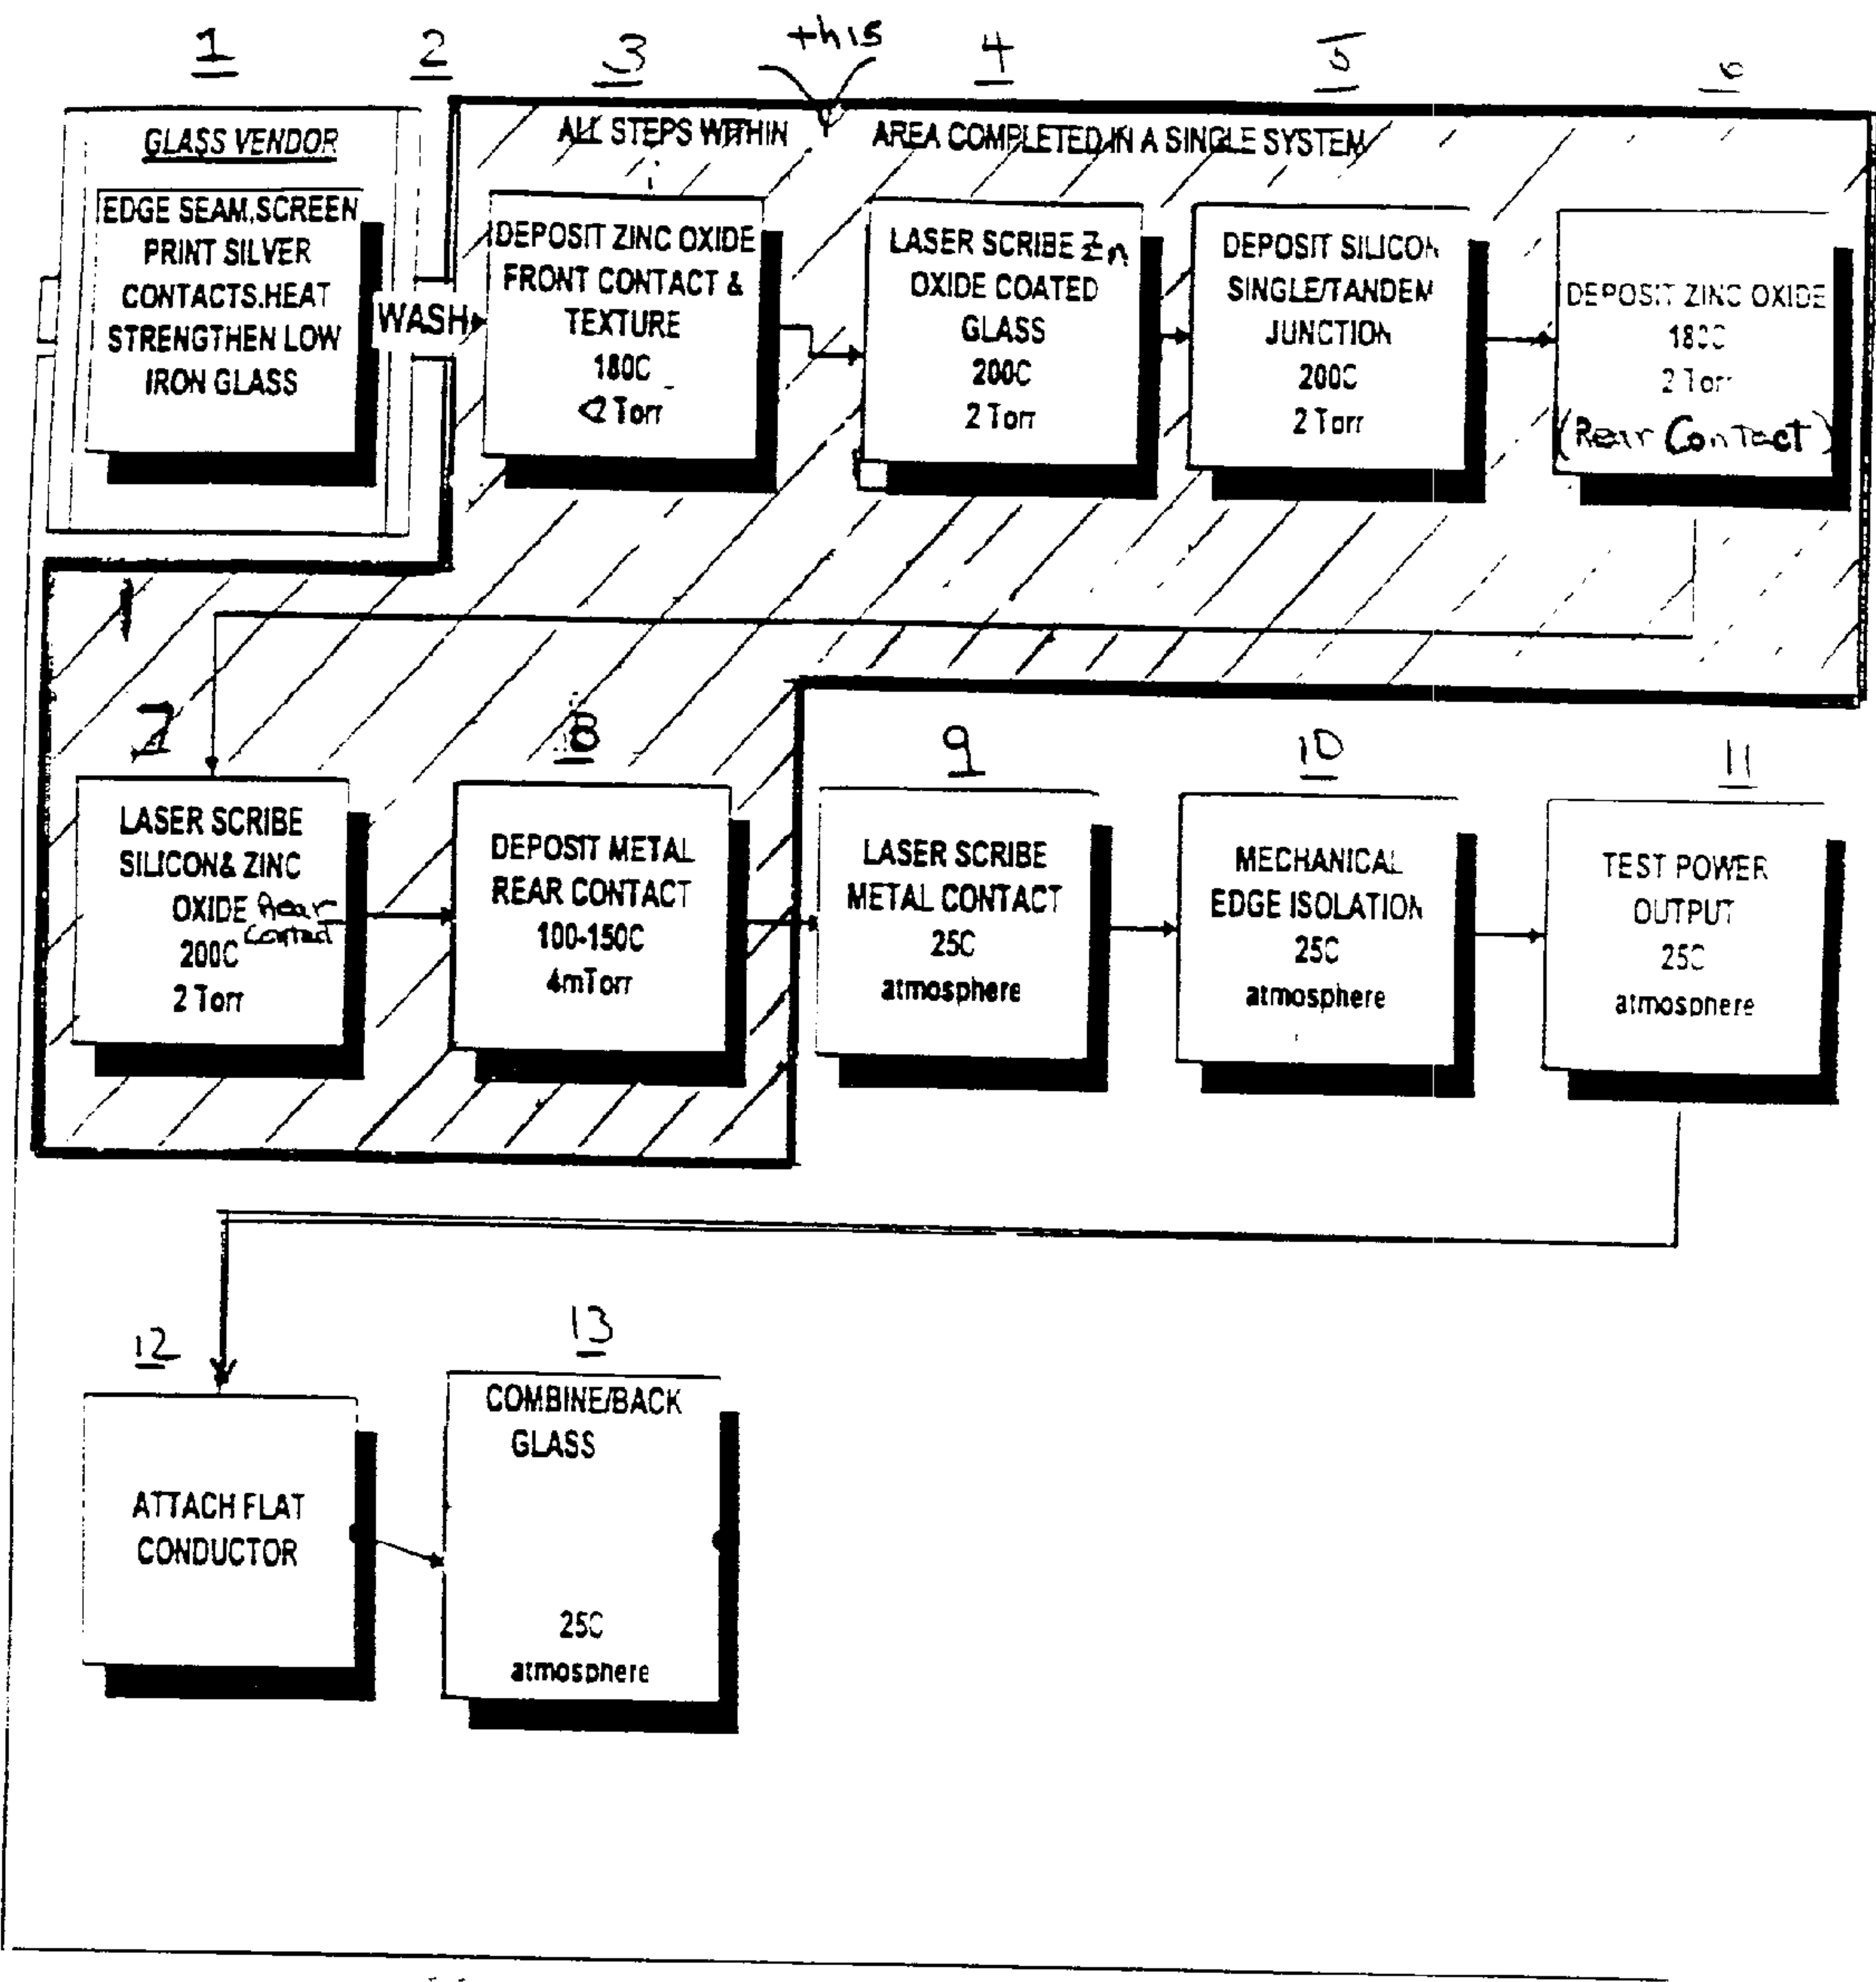 1
2
3
this
4
5
6
GLASS VENDOR
ALL STEPS WITHIN AREA COMPLETED IN A SINGLE SYSTEM
EDGE SEAM,SCREEN
PRINT SILVER
CONTACTS.HEAT
STRENGTHEN LOW
IRON GLASS
WASH
DEPOSIT ZINC OXIDE
FRONT CONTACT &
TEXTURE
180C
<2 Torr
LASER SCRIBE Zn
OXIDE COATED
GLASS
200C
2 Torr
DEPOSIT SILICON
SINGLE/TANDEM
JUNCTION
200C
2 Torr
DEPOSIT ZINC OXIDE
180C
2 Torr
(Rear Contact)
7
8
9
10
11
LASER SCRIBE
SILICON& ZINC
OXIDE Rear
Contact
200C
2 Torr
DEPOSIT METAL
REAR CONTACT
100-150C
4mTorr
LASER SCRIBE
METAL CONTACT
25C
atmosphere
MECHANICAL
EDGE ISOLATION
25C
atmosphere
TEST POWER
OUTPUT
25C
atmosphere
12
13
ATTACH FLAT
CONDUCTOR
COMBINE/BACK
GLASS
25C
atmosphere